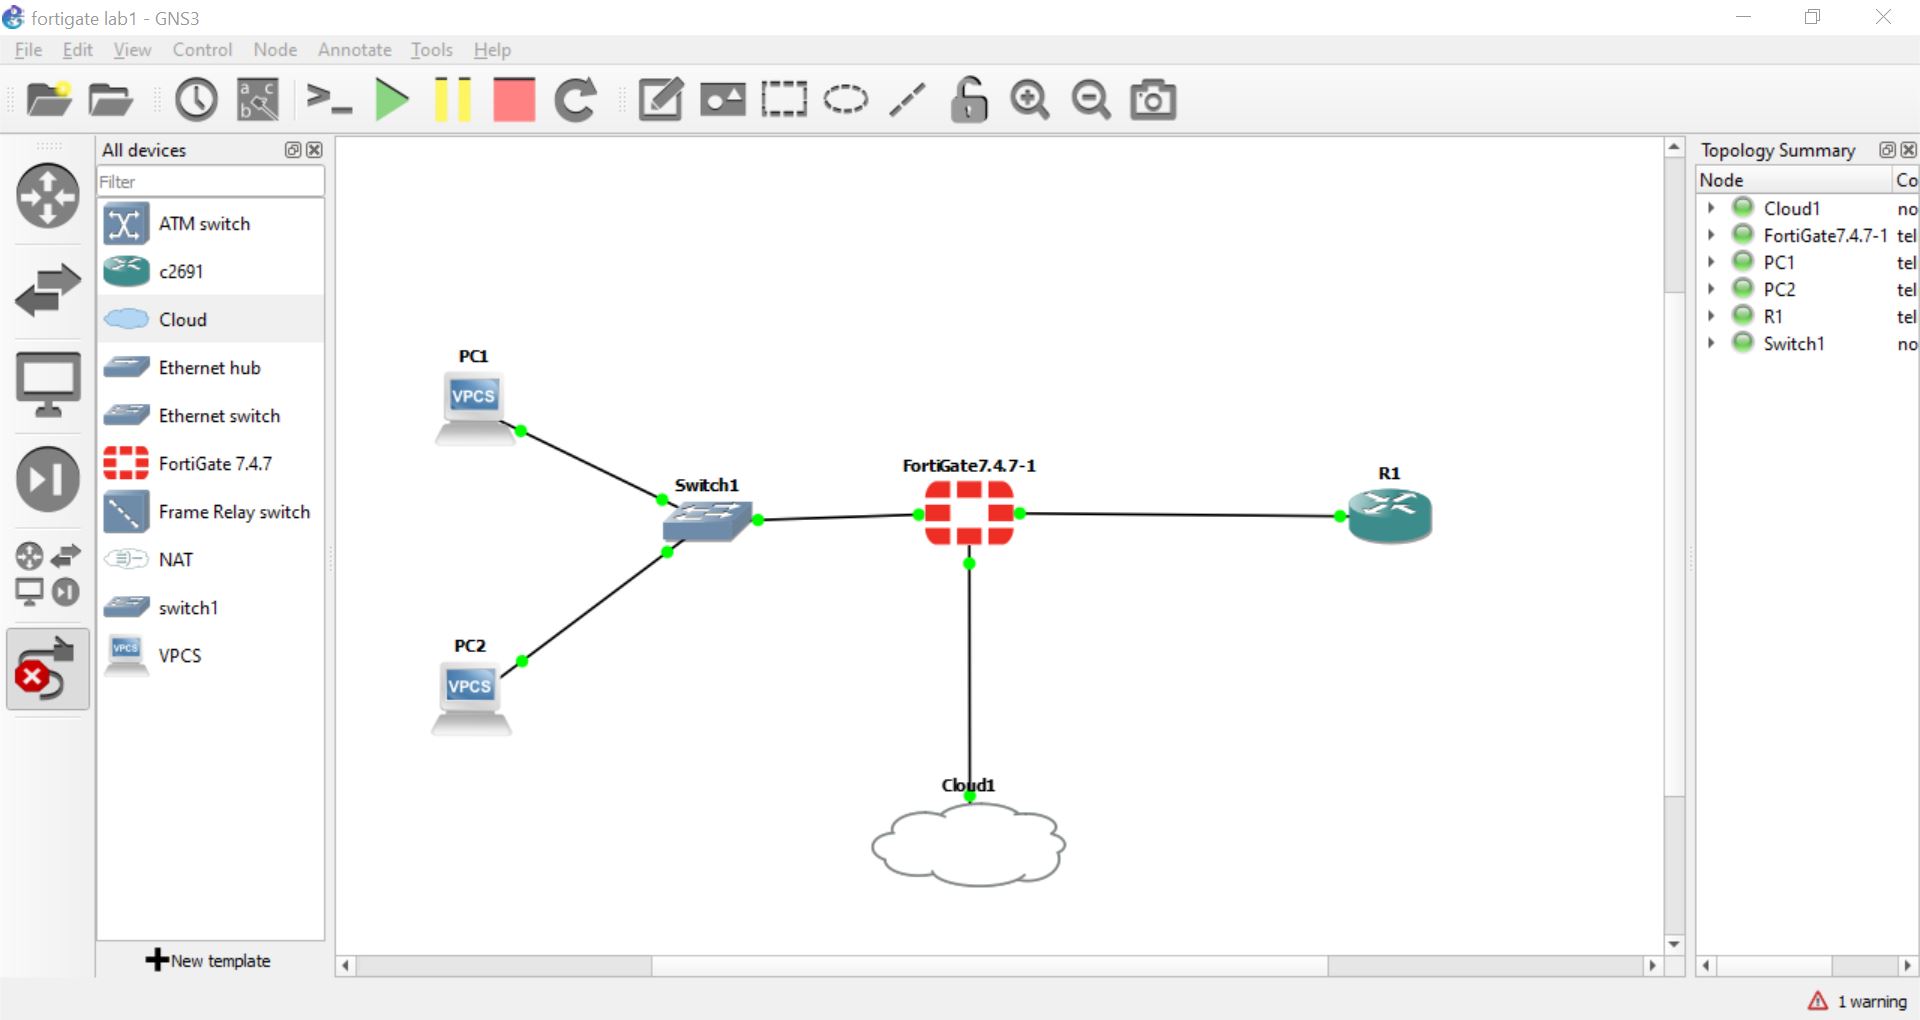 fortigate lab1 - GNS3
File Edit View Control Node Annotate Tools Help
a c
b
>_
All devices
Filter
ATM switch
c2691
Cloud
Ethernet hub
Ethernet switch
FortiGate 7.4.7
Frame Relay switch
NAT
switch1
VPCS
VPCS
New template
PC1
VPCS
Switch1
FortiGate7.4.7-1
R1
PC2
VPCS
Cloud1
Topology Summary
Node Co
Cloud1 no
FortiGate7.4.7-1 tel
PC1 tel
PC2 tel
R1 tel
Switch1 no
1 warning